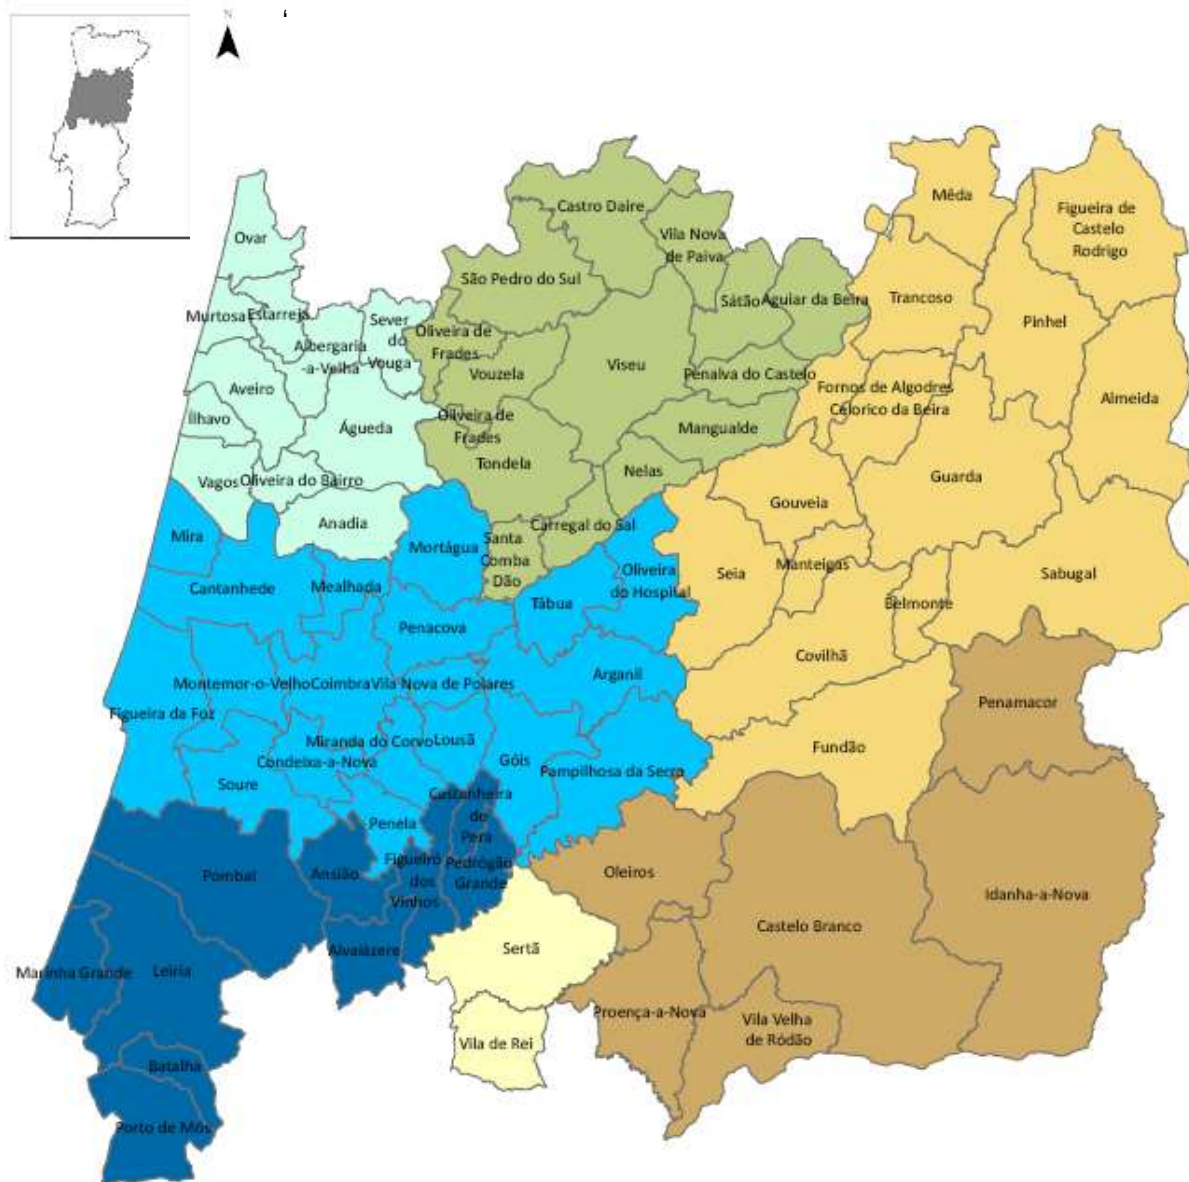 N
Mêda
Figueira de
Castelo
Rodrigo
Castro Daire
Vila Nova
de Paiva
Ovar
São Pedro do Sul
Sátão
Aguiar da Beira
Trancoso
Pinhel
Murtosa
Estarreja
Sever
do
Vouga
Albergaria
-a-Velha
Oliveira de
Frades
Vouzela
Viseu
Penalva do Castelo
Fornos de Algodres
Celorico da Beira
Almeida
Aveiro
Ílhavo
Águeda
Oliveira de
Frades
Tondela
Mangualde
Nelas
Guarda
Vagos
Oliveira do Bairro
Anadia
Gouveia
Mira
Mortágua
Santa
Comba
Dão
Carregal do Sal
Oliveira
do Hospital
Seia
Manteigas
Sabugal
Cantanhede
Mealhada
Tábua
Belmonte
Penacova
Covilhã
Arganil
Montemor-o-Velho
Coimbra
Vila Nova de Poiares
Penamacor
Figueira da Foz
Miranda do Corvo
Lousã
Fundão
Condeixa-a-Nova
Góis
Pampilhosa da Serra
Soure
Castanheira
de
Pera
Penela
Pombal
Ansião
Figueiró
dos
Vinhos
Pedrógão
Grande
Oleiros
Idanha-a-Nova
Castelo Branco
Alvaiázere
Sertã
Marinha Grande
Leiria
Proença-a-Nova
Vila Velha
de Ródão
Vila de Rei
Batalha
Porto de Mós